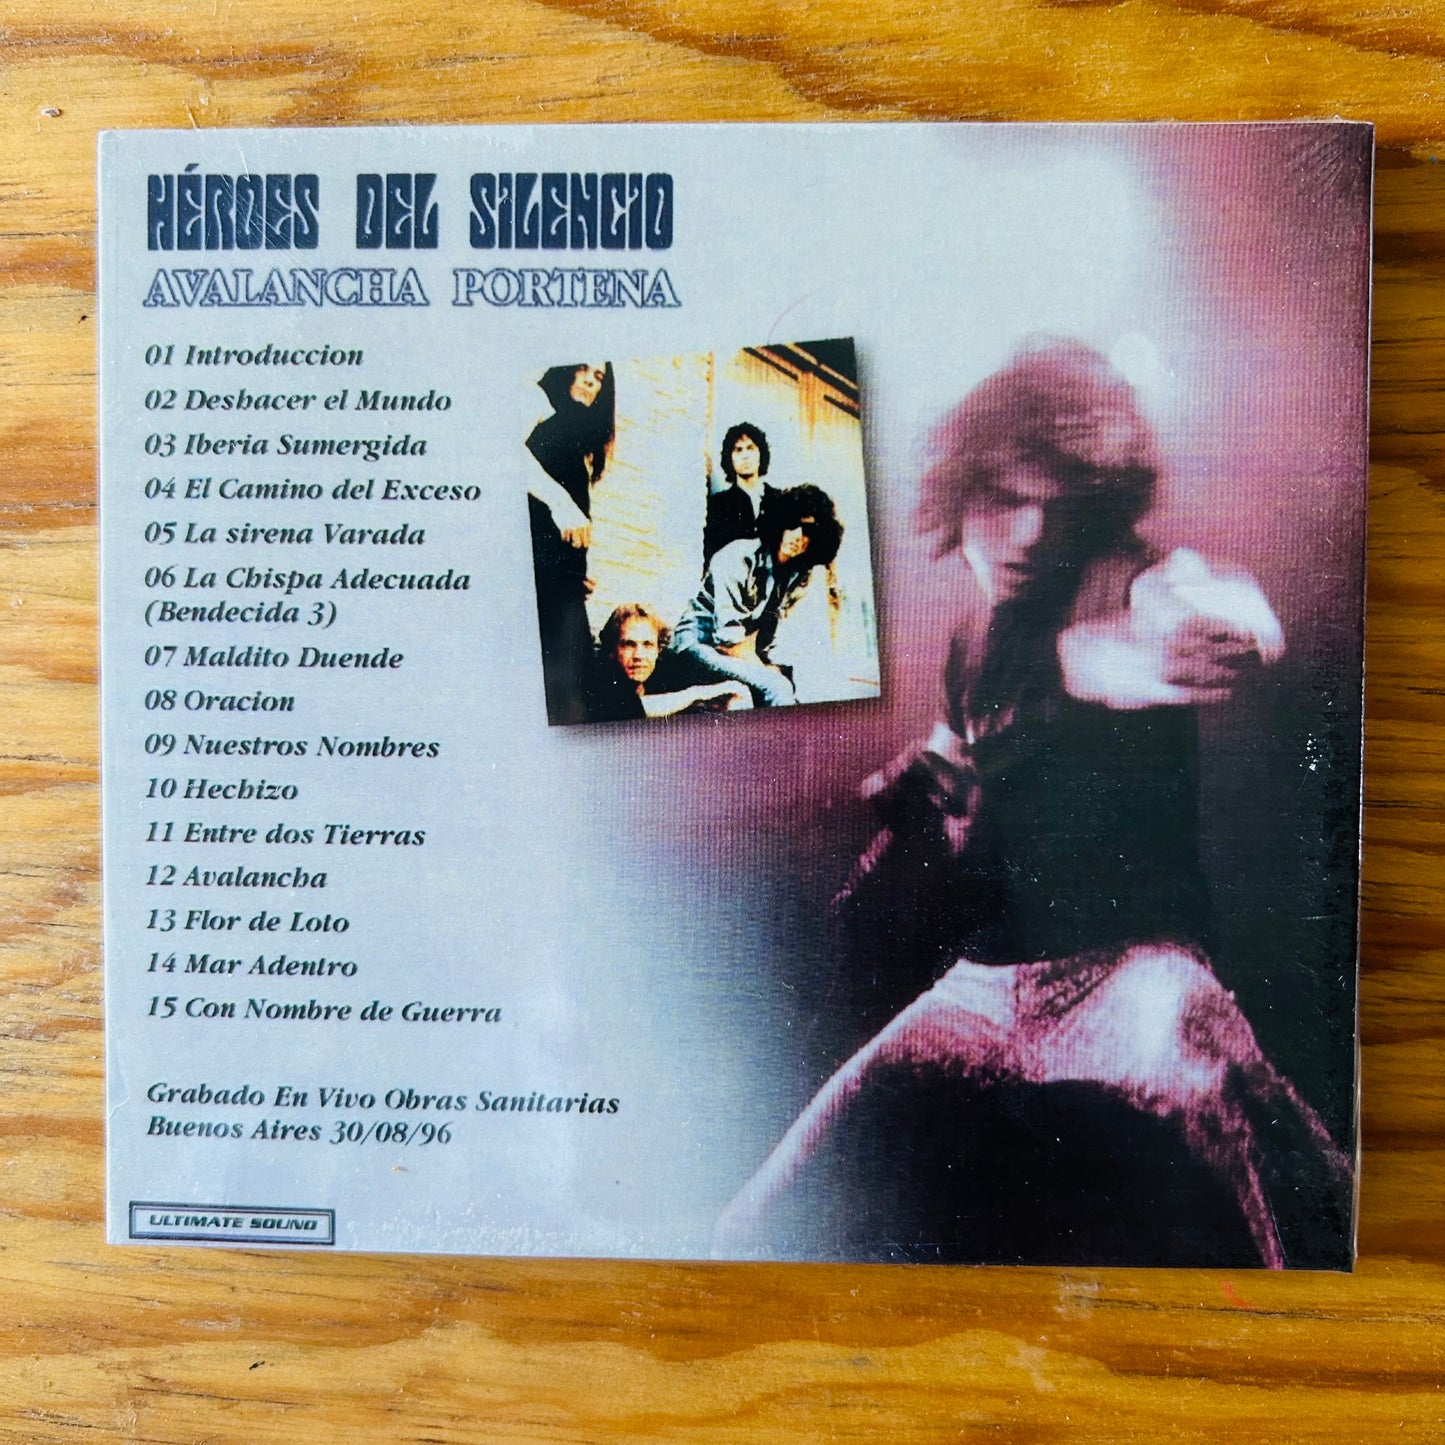 HÉROES DEL SILENCIO
AVALANCHA PORTENA
01 Introduccion
02 Deshacer el Mundo
03 Iberia Sumergida
04 El Camino del Exceso
05 La sirena Varada
06 La Chispa Adecuada
(Bendecida 3)
07 Maldito Duende
08 Oracion
09 Nuestros Nombres
10 Hechizo
11 Entre dos Tierras
12 Avalancha
13 Flor de Loto
14 Mar Adentro
15 Con Nombre de Guerra
Grabado En Vivo Obras Sanitarias
Buenos Aires 30/08/96
ULTIMATE SOUND